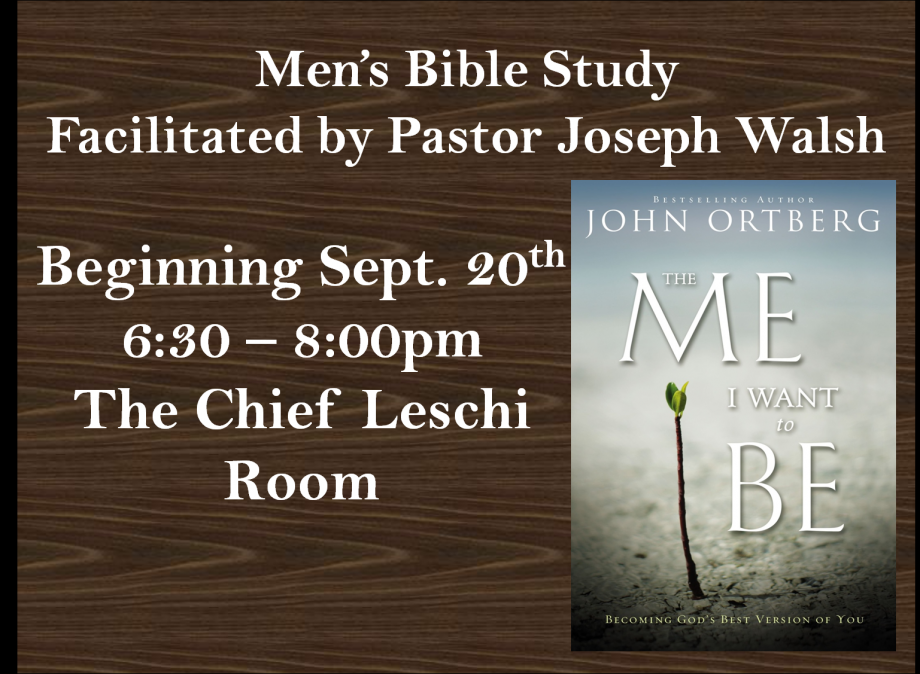 Men's Bible Study
Facilitated by Pastor Joseph Walsh
Beginning Sept. 20th
6:30 – 8:00pm
The Chief Leschi
Room
BESTSELLING AUTHOR
JOHN ORTBERG
THE
ME
I WANT
to
BE
BECOMING GOD'S BEST VERSION OF YOU